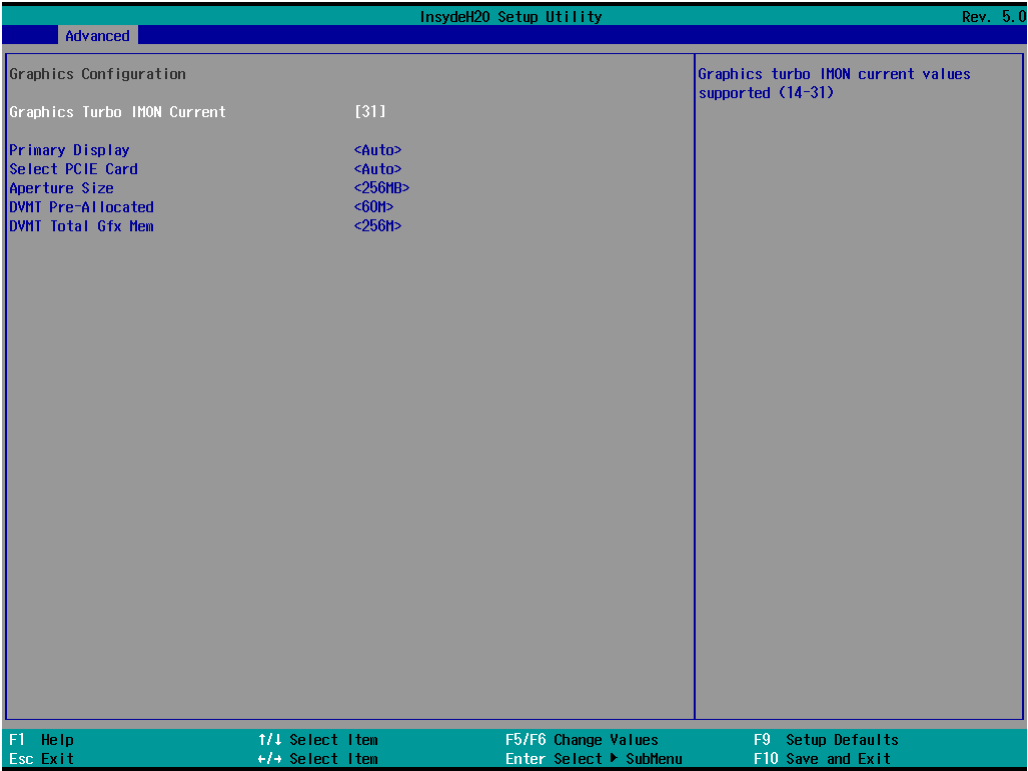 InsydeH2O Setup Utility Rev. 5.0
Advanced
Graphics Configuration
Graphics Turbo IMON Current [31]
Primary Display <Auto>
Select PCIE Card <Auto>
Aperture Size <256MB>
DVMT Pre-Allocated <60M>
DVMT Total Gfx Mem <256M>
Graphics turbo IMON current values
supported (14-31)
F1 Help ↑/↓ Select Item F5/F6 Change Values F9 Setup Defaults
Esc Exit ←/→ Select Item Enter Select ▶ SubMenu F10 Save and Exit